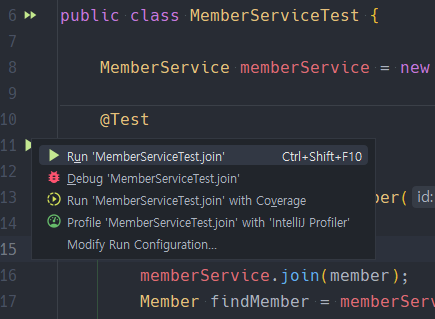 6 public class MemberServiceTest {
7
8 MemberService memberService = new
9
10 @Test
11
Run 'MemberServiceTest.join' Ctrl+Shift+F10
12
Debug 'MemberServiceTest.join'
13 ber( id:
Run 'MemberServiceTest.join' with Coverage
Profile 'MemberServiceTest.join' with 'IntelliJ Profiler'
15
Modify Run Configuration...
16 memberService.join(member);
17 Member findMember = memberServ